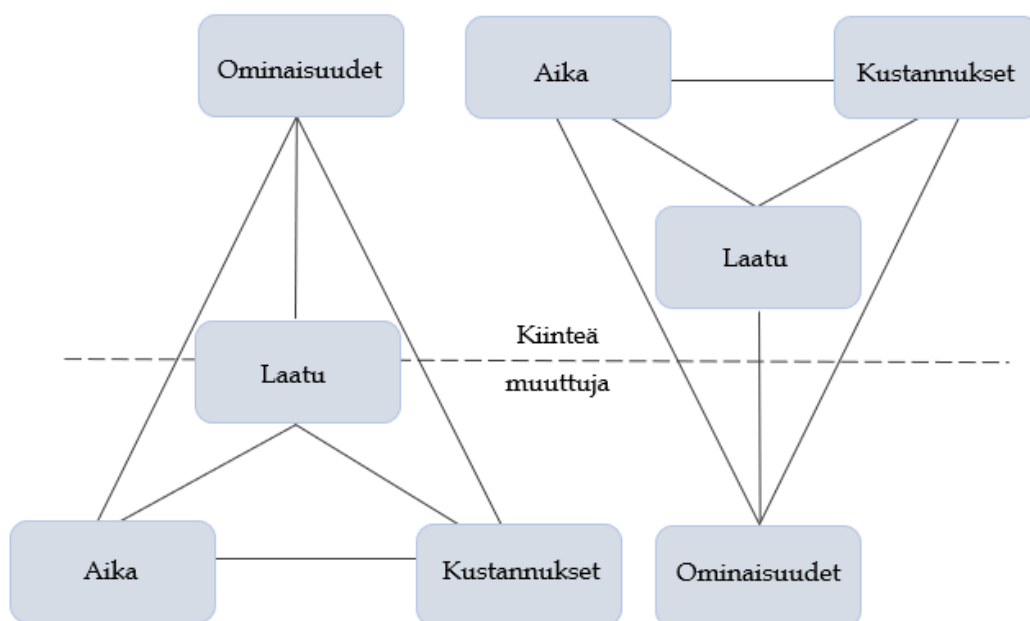 Ominaisuudet
Aika
Kustannukset
Laatu
Kiinteä
muuttuja
Laatu
Aika
Kustannukset
Ominaisuudet